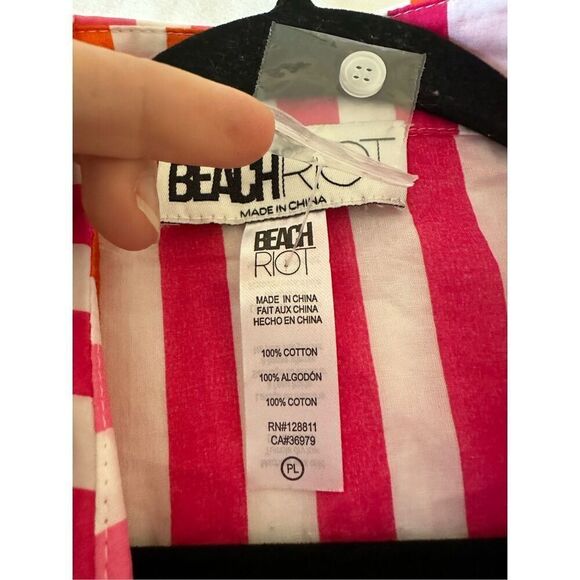 BEACH RIOT
MADE IN CHINA
BEACH
RIOT
MADE IN CHINA
FAIT AUX CHINA
HECHO EN CHINA
100% COTTON
100% ALGODÓN
100% COTON
RN#128811
CA#36979
PL